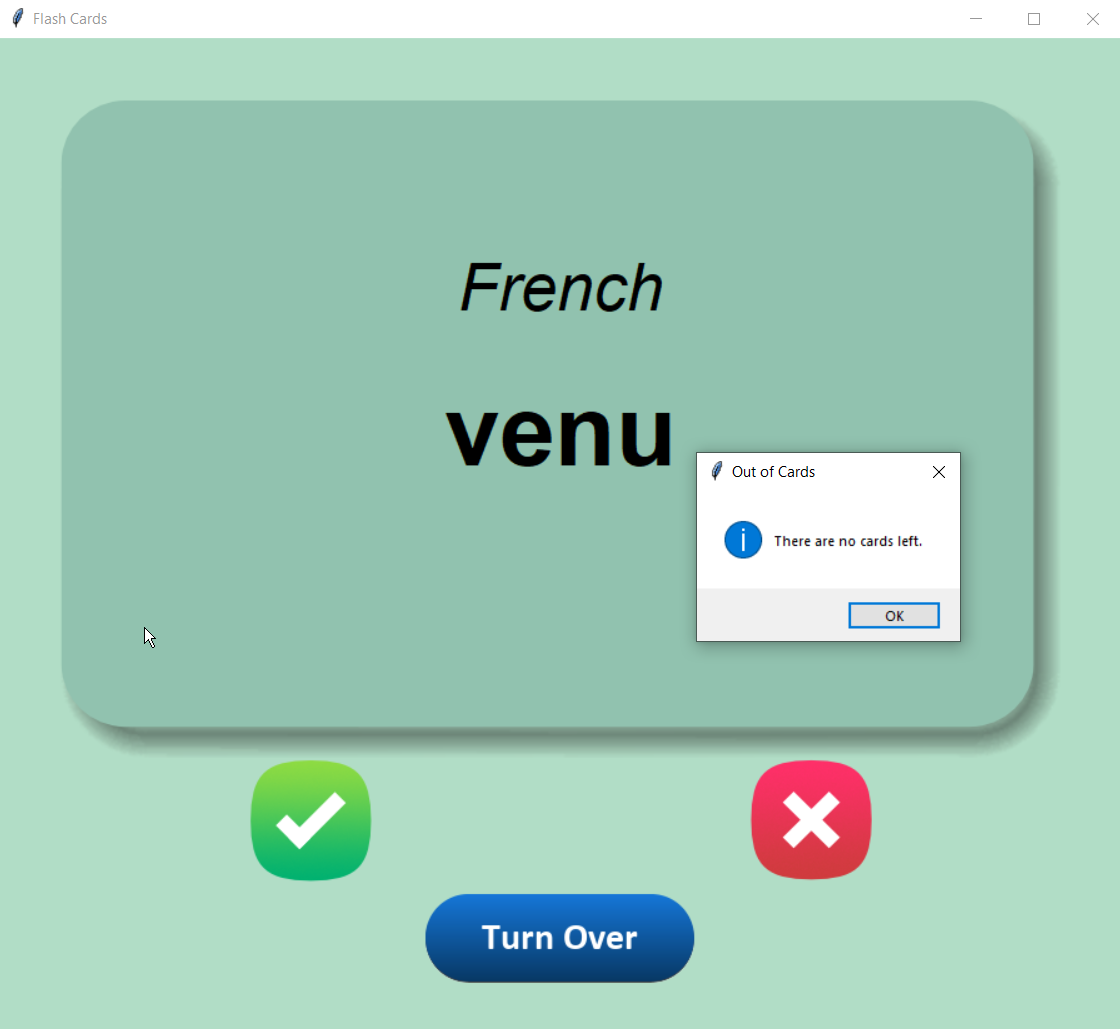 Flash Cards
French
venu
Out of Cards
There are no cards left.
OK
Turn Over